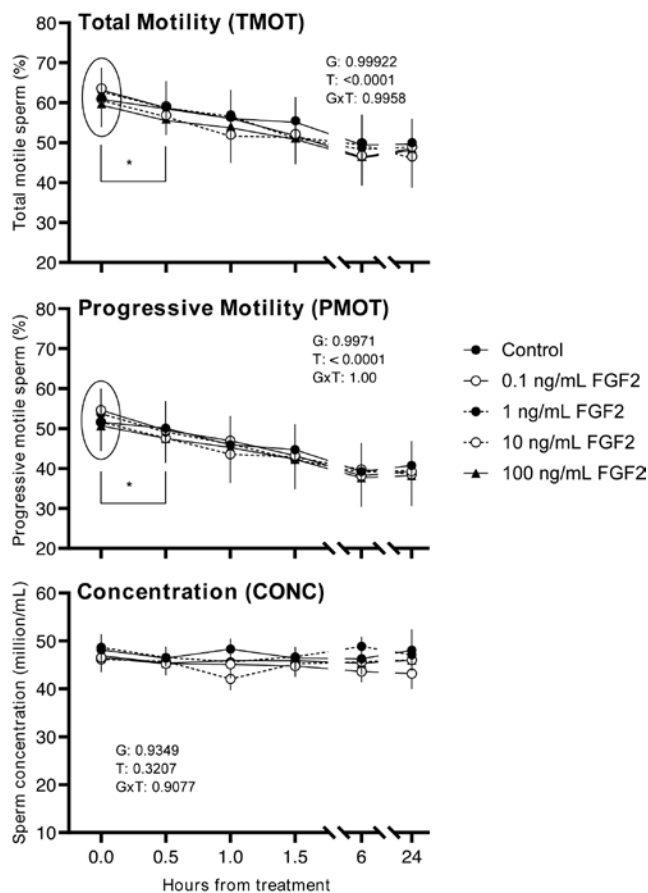 Total Motility (TMOT)
Total motile sperm (%)
80
70
60
50
40
30
20
G: 0.99922
T: <0.0001
GxT: 0.9958
*
Progressive Motility (PMOT)
Progressive motile sperm (%)
80
70
60
50
40
30
20
G: 0.9971
T: < 0.0001
GxT: 1.00
*
Control
0.1 ng/mL FGF2
1 ng/mL FGF2
10 ng/mL FGF2
100 ng/mL FGF2
Concentration (CONC)
Sperm concentration (million/mL)
60
50
40
30
20
10
G: 0.9349
T: 0.3207
GxT: 0.9077
0.0 0.5 1.0 1.5 6 24
Hours from treatment